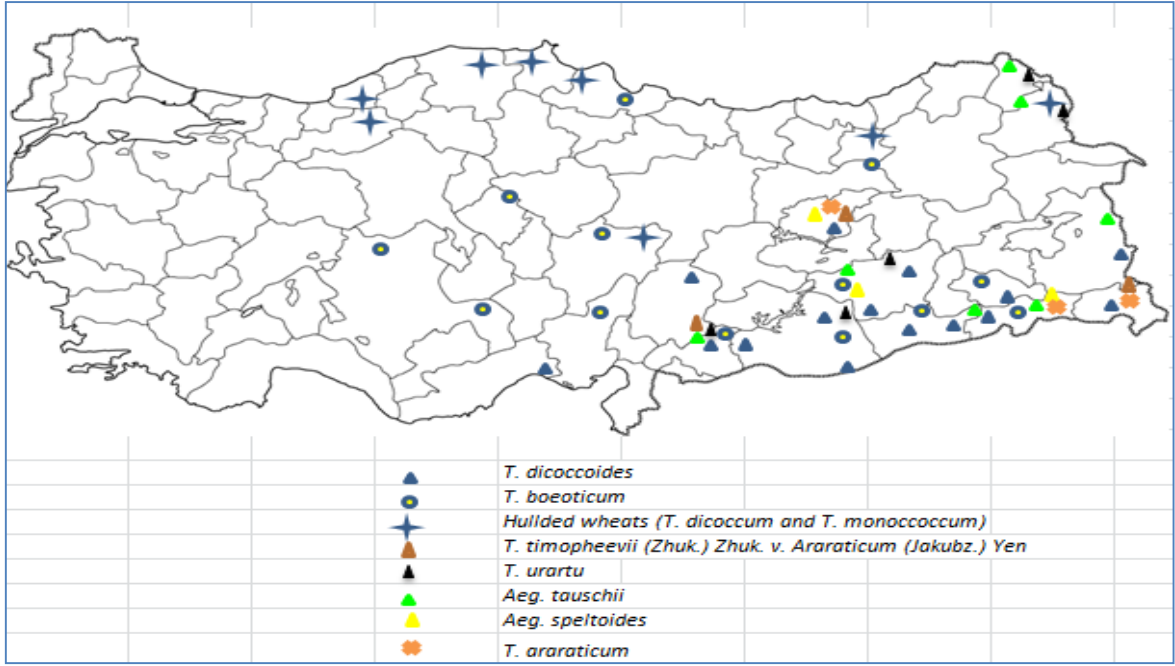 T. dicoccoides
T. boeoticum
Hullded wheats (T. dicoccum and T. monoccoccum)
T. timopheevii (Zhuk.) Zhuk. v. Araraticum (Jakubz.) Yen
T. urartu
Aeg. tauschii
Aeg. speltoides
T. araraticum